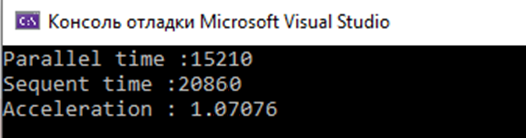 Консоль отладки Microsoft Visual Studio
Parallel time :15210
Sequent time :20860
Acceleration : 1.07076